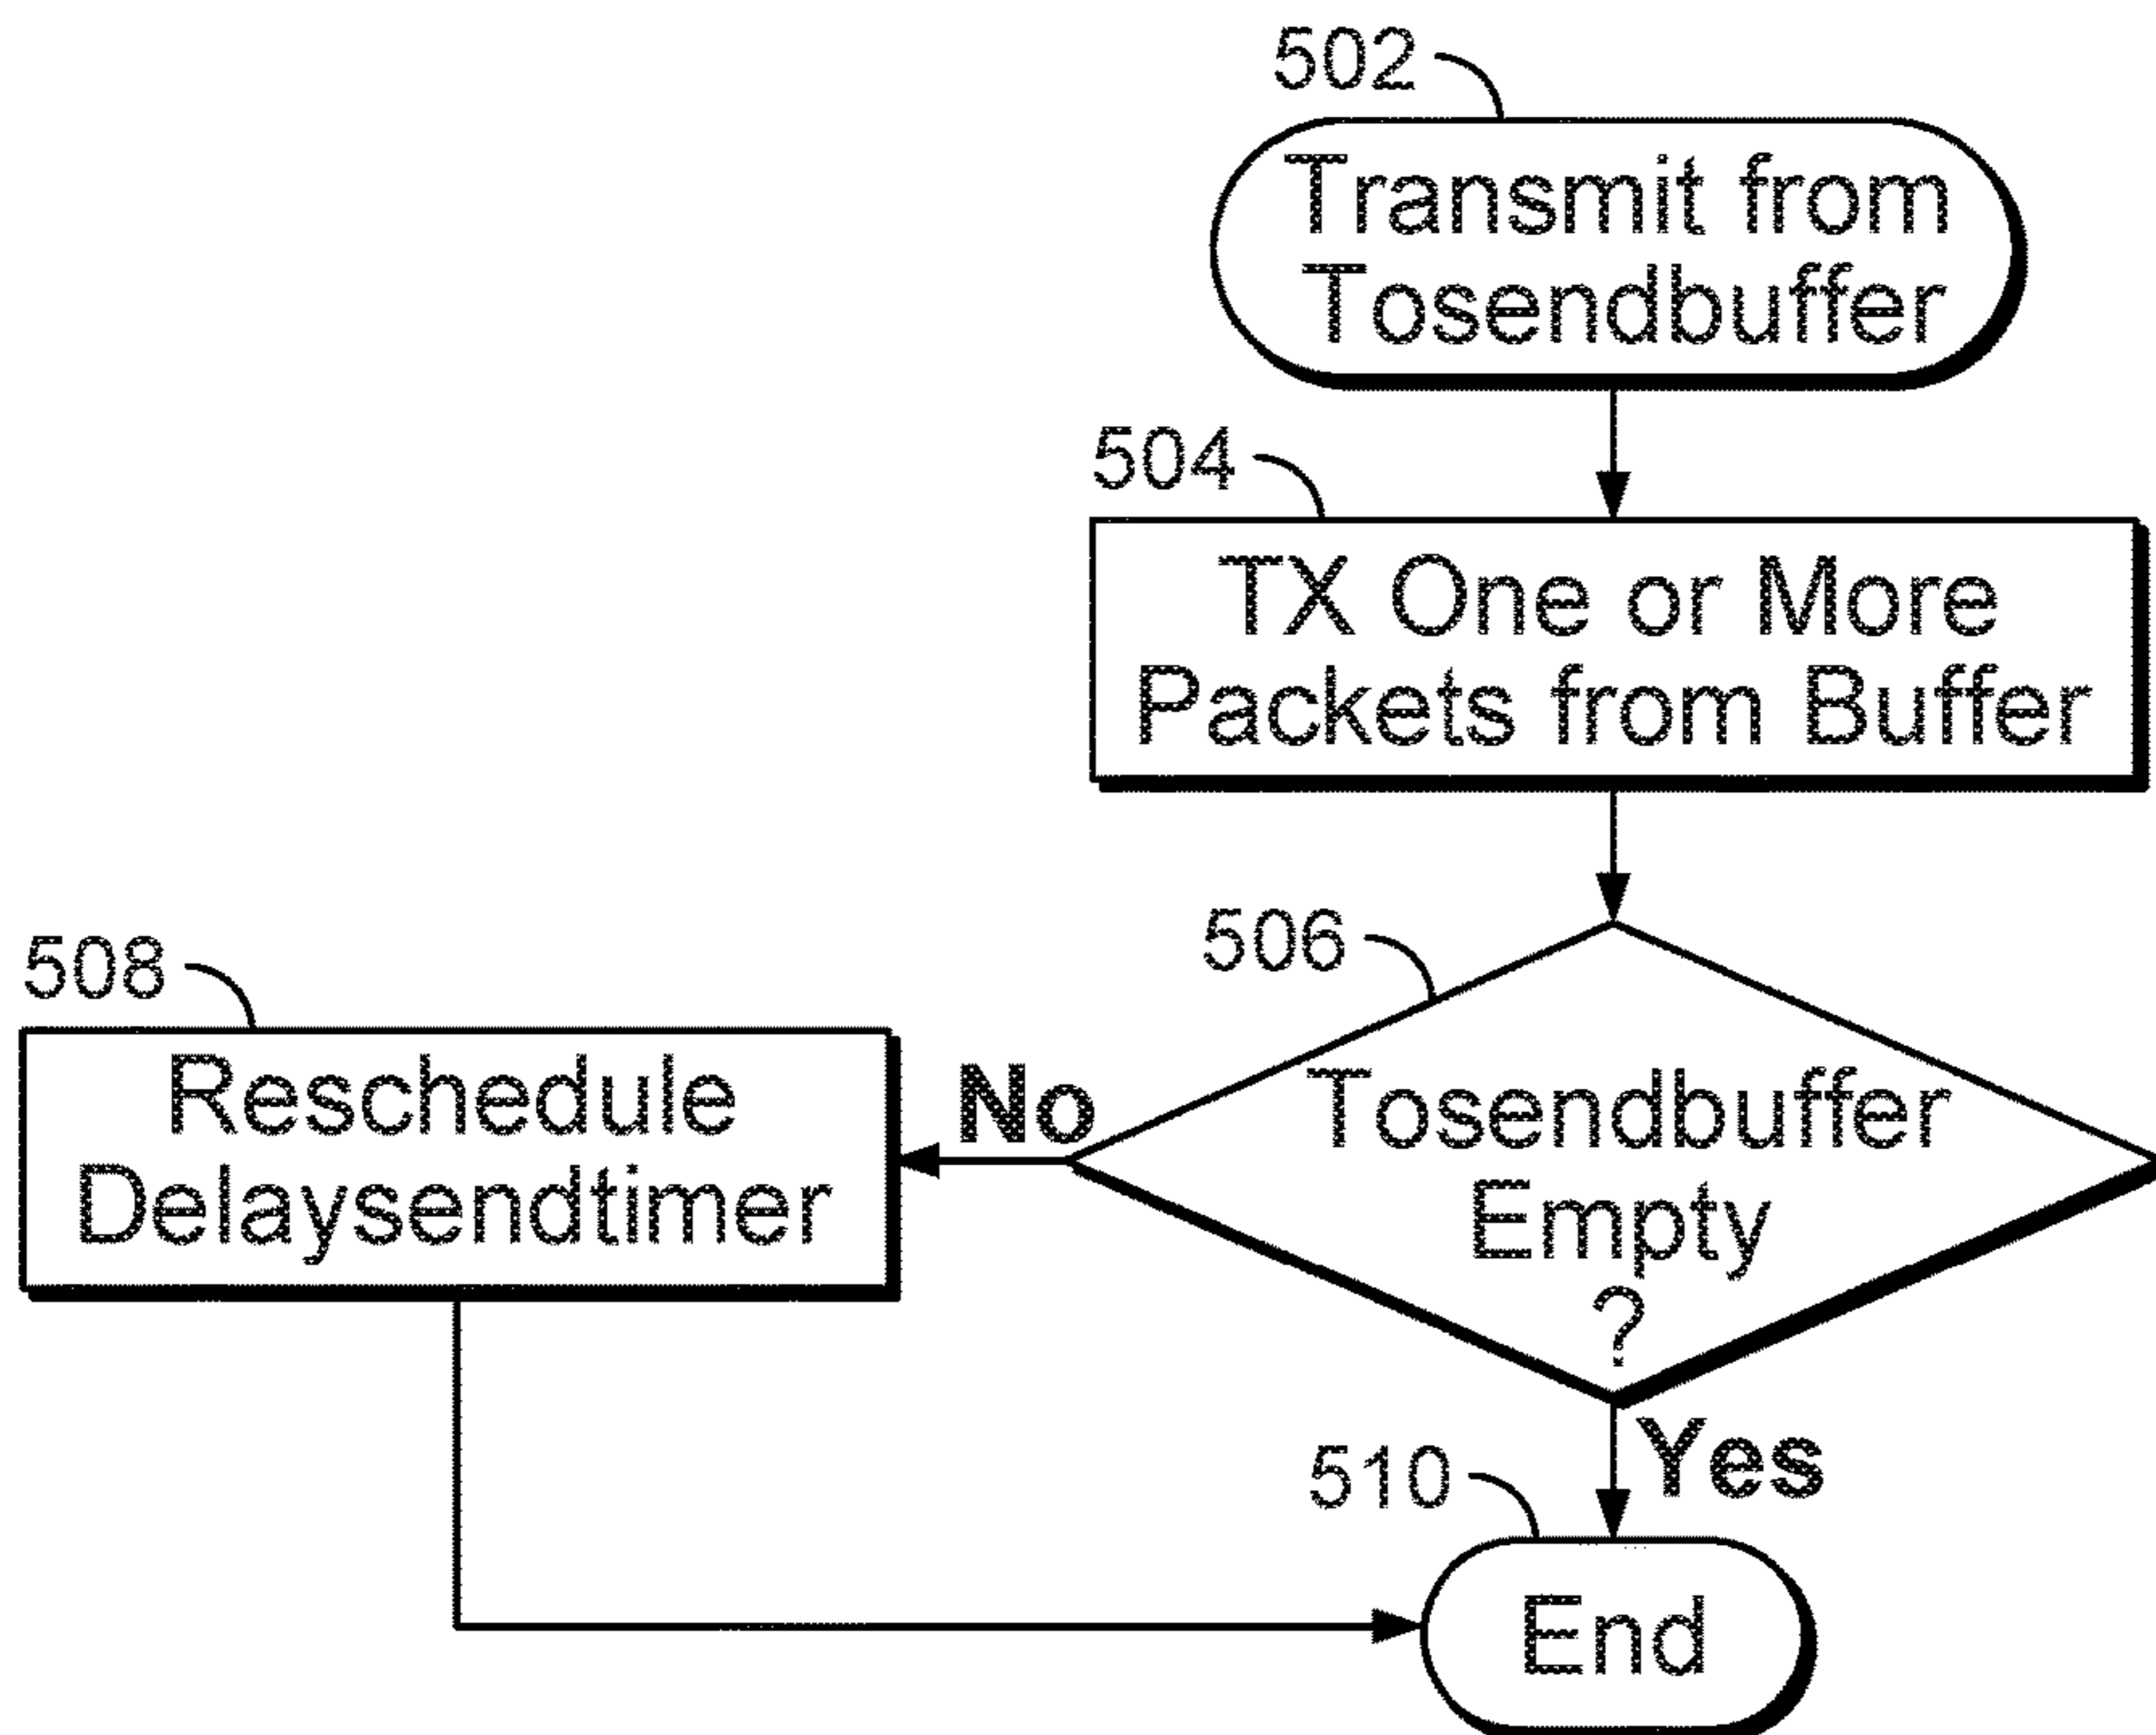 502
Transmit from
Tosendbuffer
504
TX One or More
Packets from Buffer
506
Tosendbuffer
Empty
?
No
508
Reschedule
Delaysendtimer
Yes
510
End